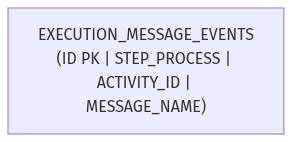 EXECUTION_MESSAGE_EVENTS
(ID PK | STEP_PROCESS |
ACTIVITY_ID |
MESSAGE_NAME)